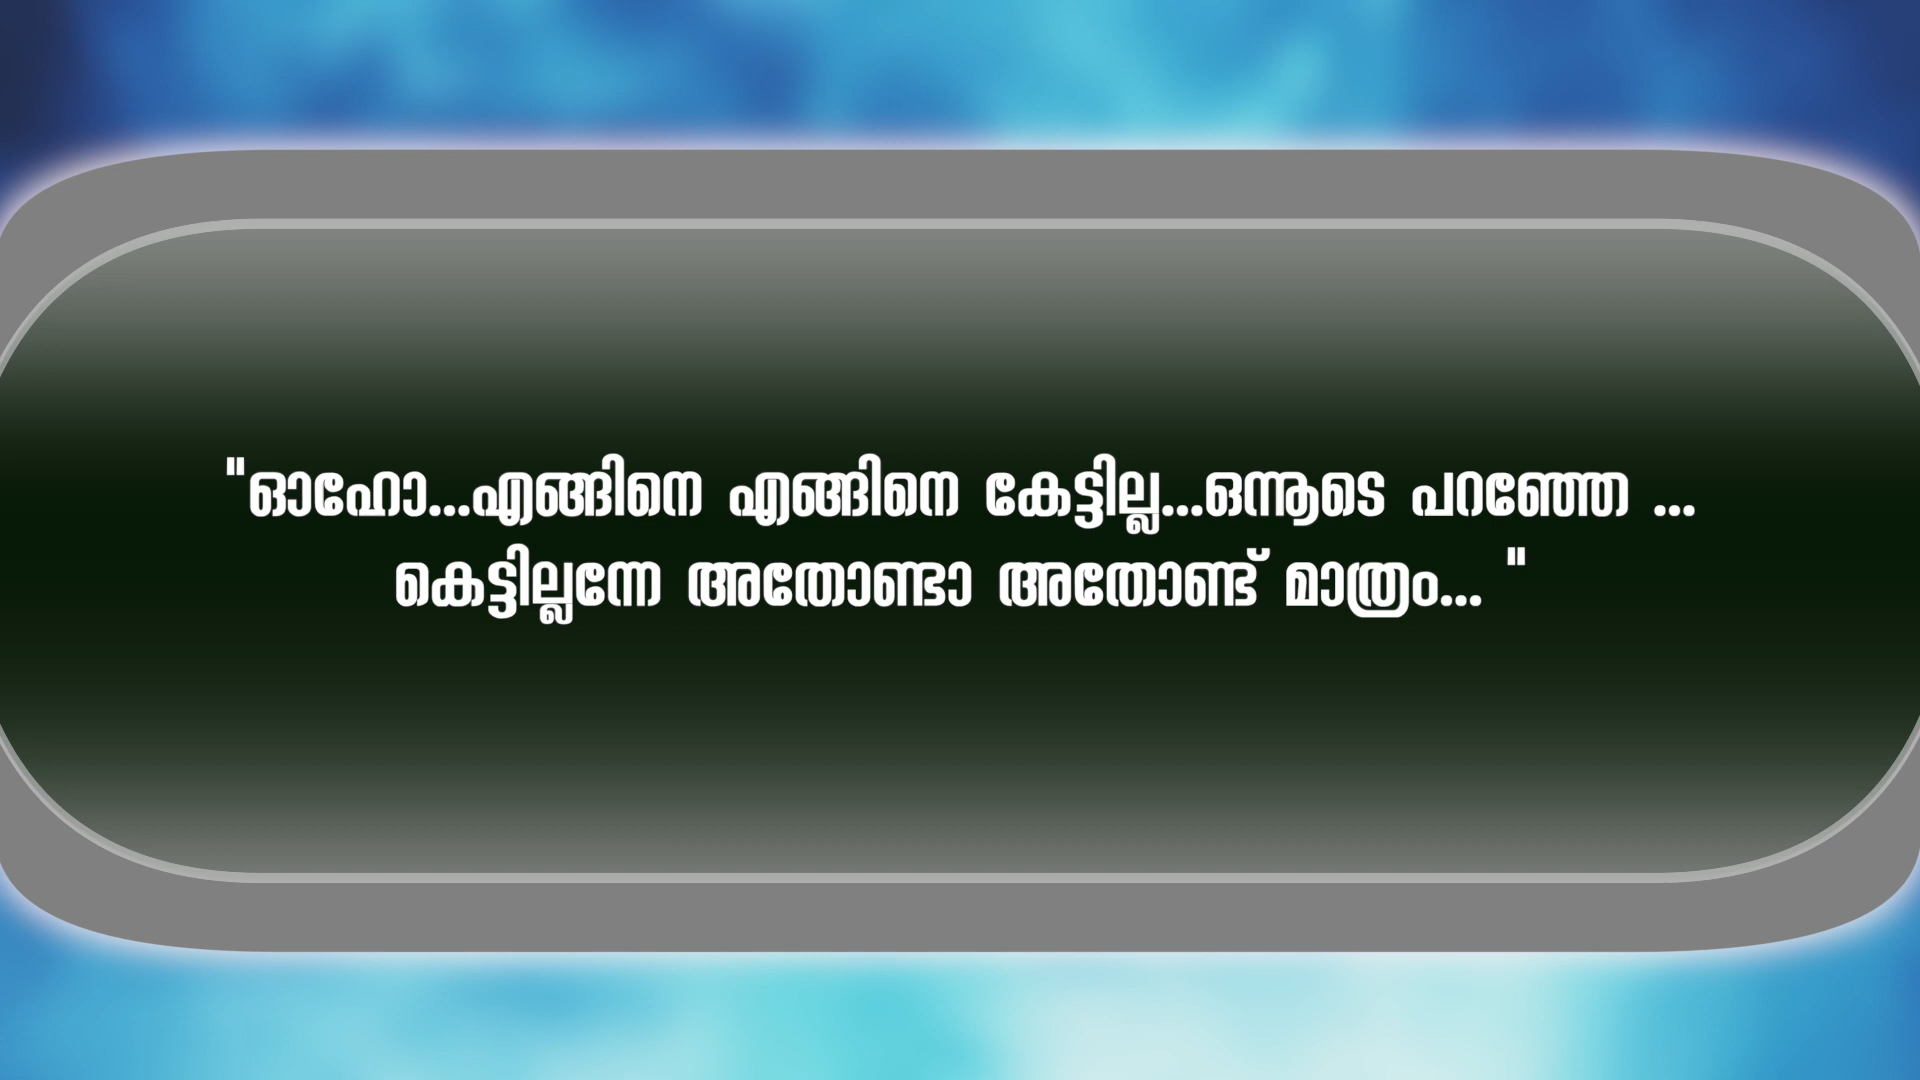 "ഓഹോ...എങ്ങിനെ എങ്ങിനെ കേട്ടില്ല...ഒന്നൂടെ പറഞ്ഞേ ...
കെട്ടില്ലന്നേ അതോണ്ടാ അതോണ്ട് മാത്രം... "